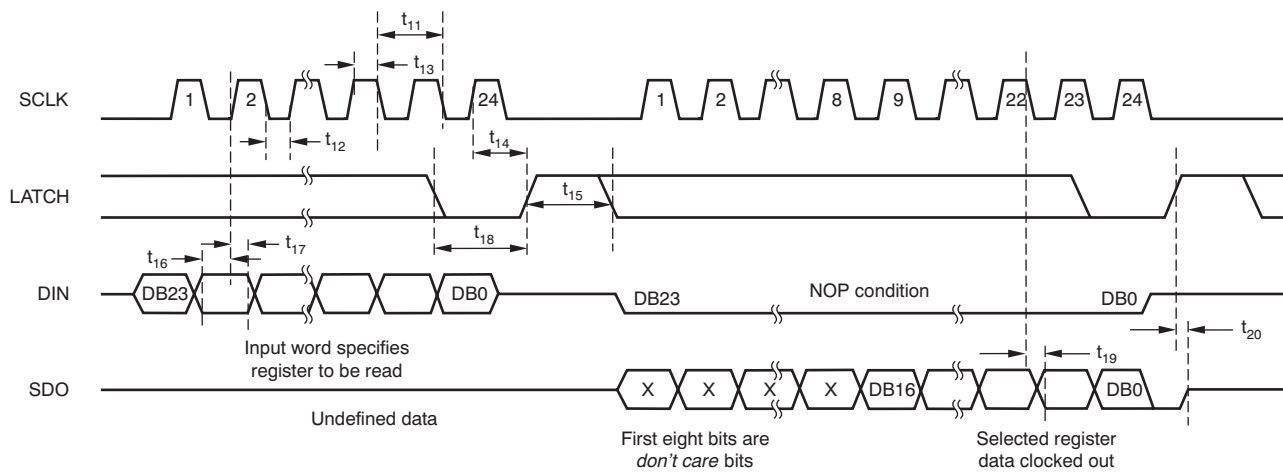 t11
t13
SCLK
1
2
24
1
2
8
9
22
23
24
t12
t14
LATCH
t15
t18
t16
t17
DIN
DB23
DB0
DB23
NOP condition
DB0
t20
Input word specifies
register to be read
t19
SDO
X
X
X
X
DB16
DB0
Undefined data
First eight bits are
don't care bits
Selected register
data clocked out